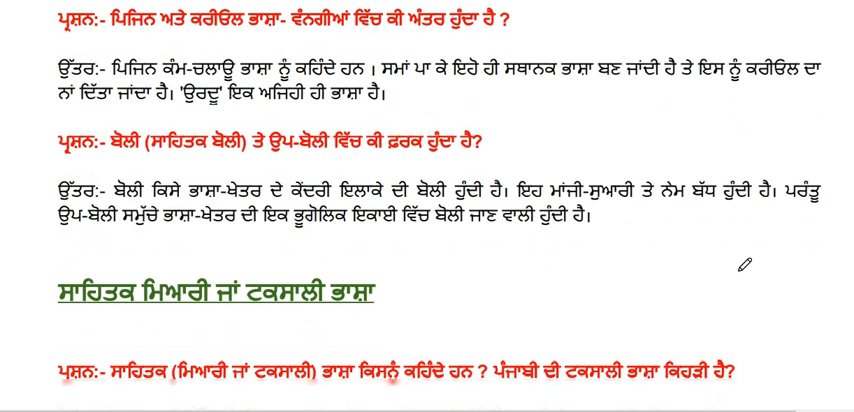 ਪ੍ਰਸ਼ਨ:- ਪਿਜਿਨ ਅਤੇ ਕਰੀਓਲ ਭਾਸ਼ਾ- ਵੰਨਗੀਆਂ ਵਿੱਚ ਕੀ ਅੰਤਰ ਹੁੰਦਾ ਹੈ ?
ਉੱਤਰ:- ਪਿਜਿਨ ਕੰਮ-ਚਲਾਊ ਭਾਸ਼ਾ ਨੂੰ ਕਹਿੰਦੇ ਹਨ । ਸਮਾਂ ਪਾ ਕੇ ਇਹੋ ਹੀ ਸਥਾਨਕ ਭਾਸ਼ਾ ਬਣ ਜਾਂਦੀ ਹੈ ਤੇ ਇਸ ਨੂੰ ਕਰੀਓਲ ਦਾ
ਨਾਂ ਦਿੱਤਾ ਜਾਂਦਾ ਹੈ। 'ਉਰਦੂ' ਇਕ ਅਜਿਹੀ ਹੀ ਭਾਸ਼ਾ ਹੈ।
ਪ੍ਰਸ਼ਨ:- ਬੋਲੀ (ਸਾਹਿਤਕ ਬੋਲੀ) ਤੇ ਉਪ-ਬੋਲੀ ਵਿੱਚ ਕੀ ਫ਼ਰਕ ਹੁੰਦਾ ਹੈ?
ਉੱਤਰ:- ਬੋਲੀ ਕਿਸੇ ਭਾਸ਼ਾ-ਖੇਤਰ ਦੇ ਕੇਂਦਰੀ ਇਲਾਕੇ ਦੀ ਬੋਲੀ ਹੁੰਦੀ ਹੈ। ਇਹ ਮਾਂਜੀ-ਸੁਆਰੀ ਤੇ ਨੇਮ ਬੱਧ ਹੁੰਦੀ ਹੈ। ਪਰੰਤੂ
ਉਪ-ਬੋਲੀ ਸਮੁੱਚੇ ਭਾਸ਼ਾ-ਖੇਤਰ ਦੀ ਇਕ ਭੂਗੋਲਿਕ ਇਕਾਈ ਵਿੱਚ ਬੋਲੀ ਜਾਣ ਵਾਲੀ ਹੁੰਦੀ ਹੈ।
ਸਾਹਿਤਕ ਮਿਆਰੀ ਜਾਂ ਟਕਸਾਲੀ ਭਾਸ਼ਾ
ਪ੍ਰਸ਼ਨ:- ਸਾਹਿਤਕ (ਮਿਆਰੀ ਜਾਂ ਟਕਸਾਲੀ) ਭਾਸ਼ਾ ਕਿਸਨੂੰ ਕਹਿੰਦੇ ਹਨ ? ਪੰਜਾਬੀ ਦੀ ਟਕਸਾਲੀ ਭਾਸ਼ਾ ਕਿਹੜੀ ਹੈ?